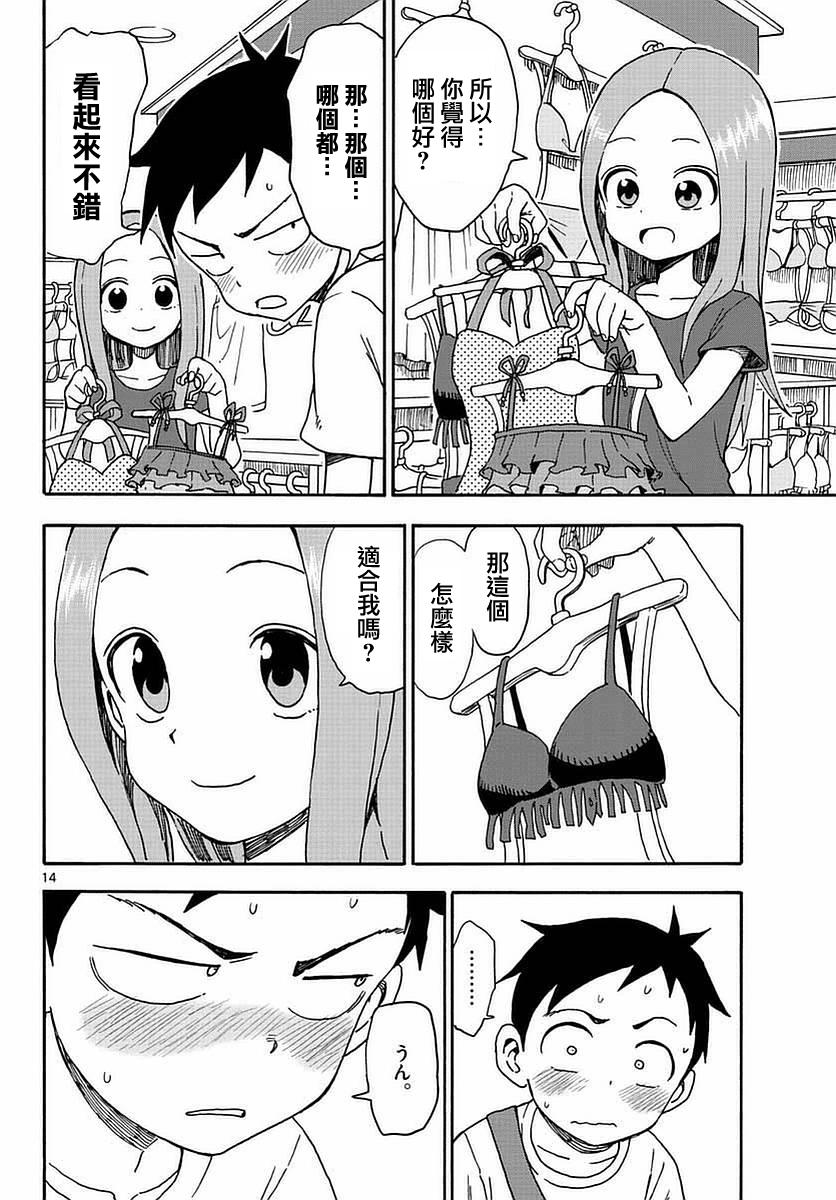 所以…
你覺得
哪個好?
那…那個…
哪個都…
看起來不錯
那這個
怎麼樣
適合我嗎?
………
うん。
14